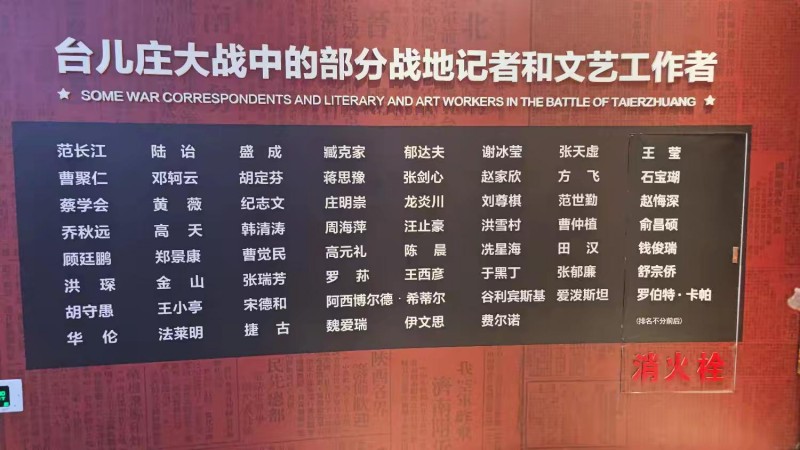 台儿庄大战中的部分战地记者和文艺工作者
★ SOME WAR CORRESPONDENTS AND LITERARY AND ART WORKERS IN THE BATTLE OF TAIERZHUANG ★
范长江 陆诒 盛成 臧克家 郁达夫 谢冰莹 张天虚 王莹
曹聚仁 邓轲云 胡定芬 蒋思豫 张剑心 赵家欣 方飞 石宝瑚
蔡学会 黄薇 纪志文 庄明崇 龙炎川 刘尊棋 范世勤 赵悔深
乔秋远 高天 韩清涛 周海萍 汪止豪 洪雪村 曹仲植 俞昌硕
顾廷鹏 郑景康 曹觉民 高元礼 陈晨 冼星海 田汉 钱俊瑞
洪琛 金山 张瑞芳 罗荪 王西彦 于黑丁 张郁廉 舒宗侨
胡守愚 王小亭 宋德和 阿西博尔德·希蒂尔 谷利宾斯基 爱泼斯坦 罗伯特·卡帕
华伦 法莱明 捷古 魏爱瑞 伊文思 费尔诺 (排名不分前后)
消火栓